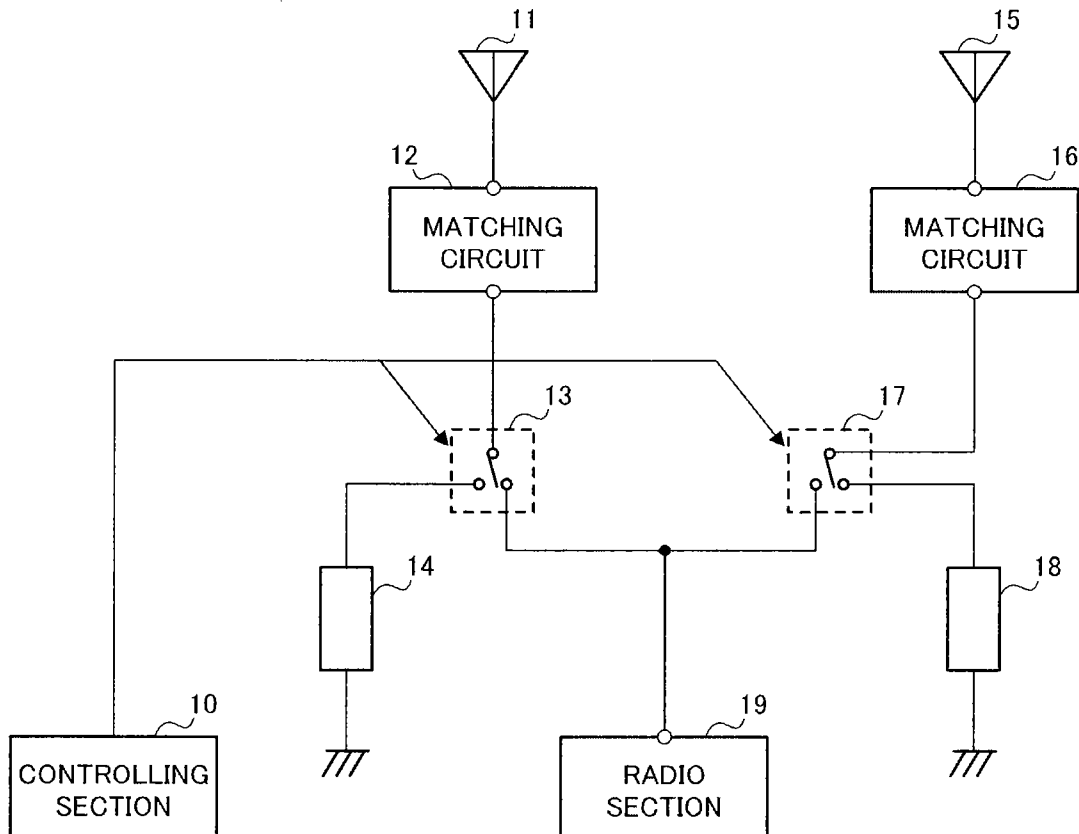 11
15
12
16
MATCHING
CIRCUIT
MATCHING
CIRCUIT
13
17
14
18
10
19
CONTROLLING
SECTION
RADIO
SECTION